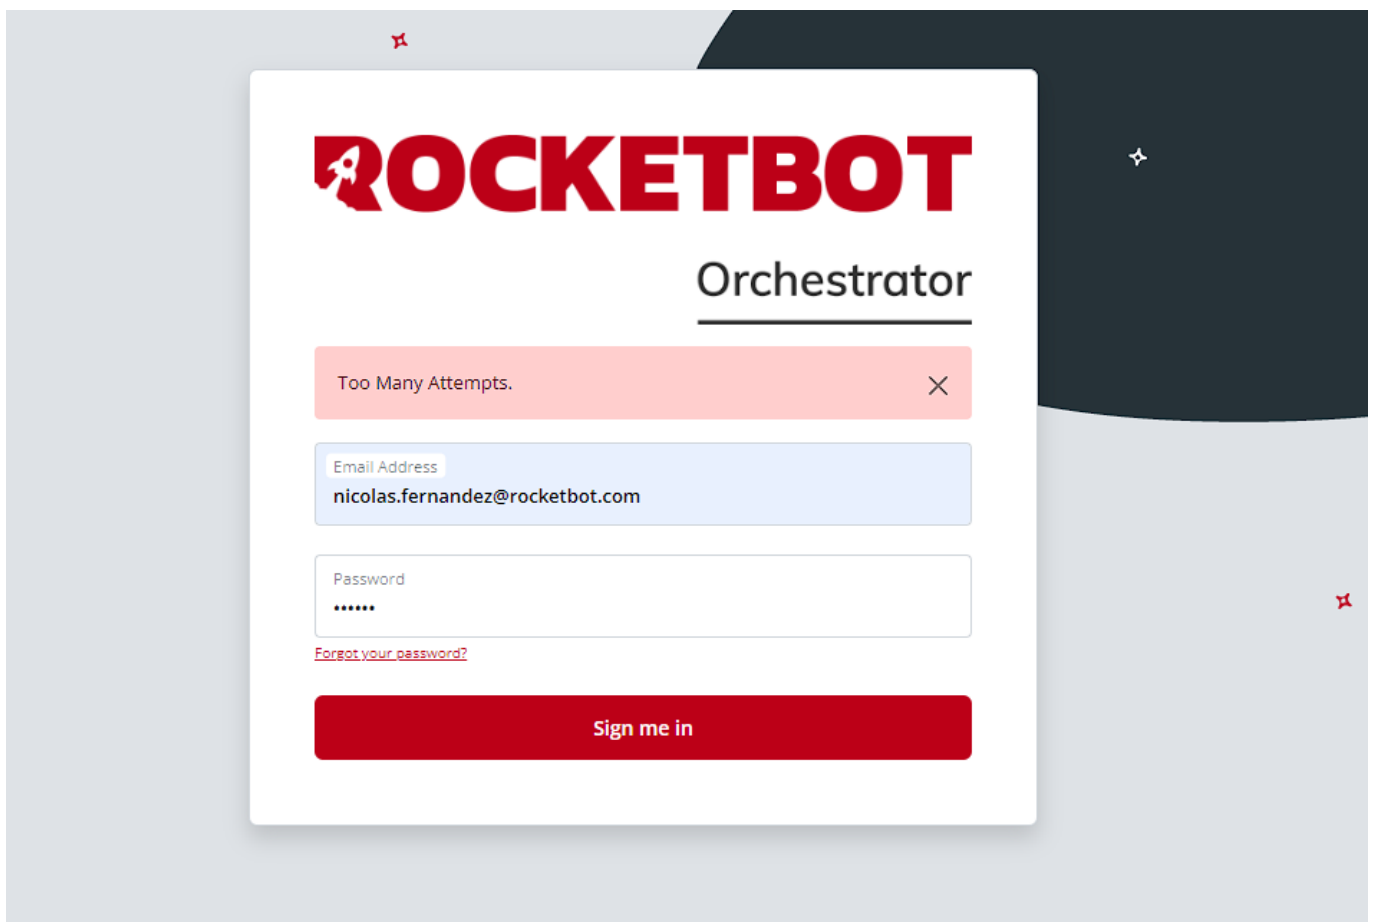 ROCKETBOT
Orchestrator
Too Many Attempts.
Email Address
nicolas.fernandez@rocketbot.com
Password
••••••
Forgot your password?
Sign me in